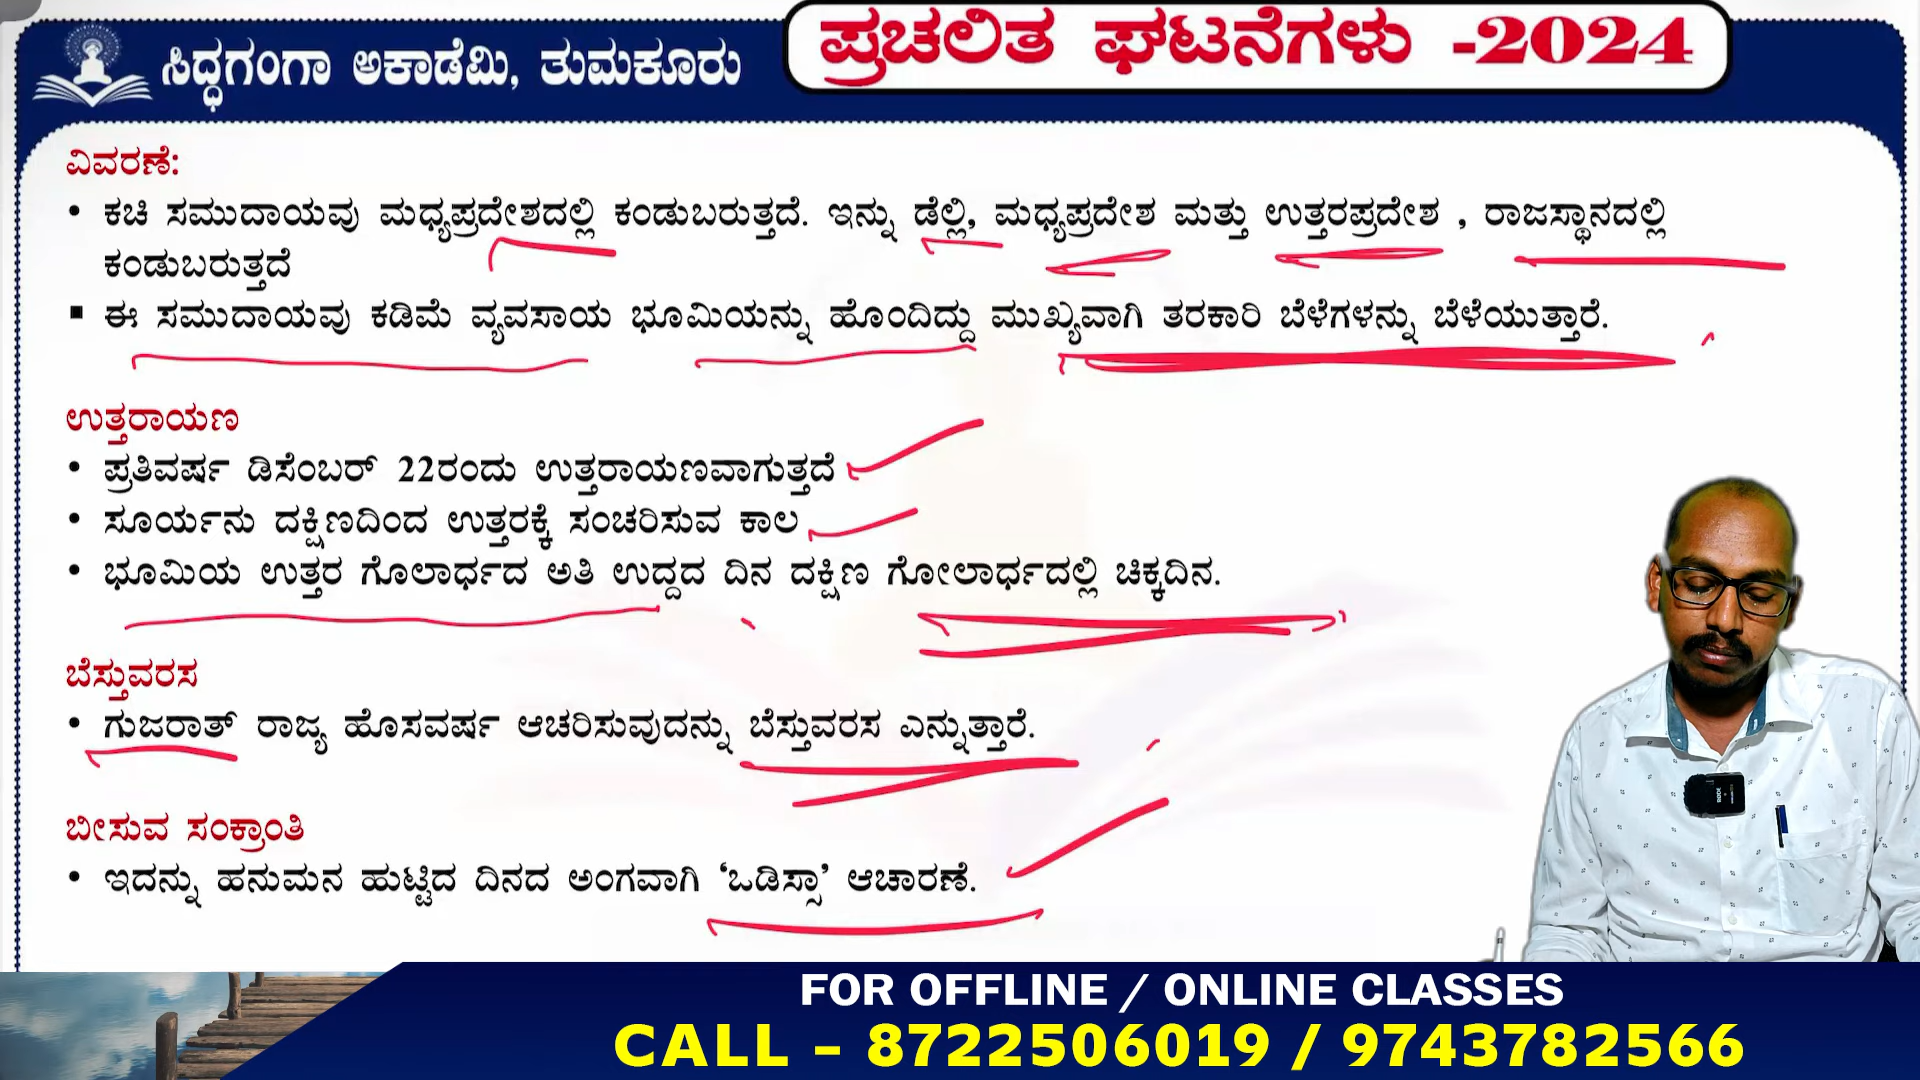 ಸಿದ್ಧಗಂಗಾ ಅಕಾಡೆಮಿ, ತುಮಕೂರು
ಪ್ರಚಲಿತ ಘಟನೆಗಳು -2024
ವಿವರಣೆ:
• ಕಚಿ ಸಮುದಾಯವು ಮಧ್ಯಪ್ರದೇಶದಲ್ಲಿ ಕಂಡುಬರುತ್ತದೆ. ಇನ್ನು ಡೆಲ್ಲಿ, ಮಧ್ಯಪ್ರದೇಶ ಮತ್ತು ಉತ್ತರಪ್ರದೇಶ , ರಾಜಸ್ಥಾನದಲ್ಲಿ
ಕಂಡುಬರುತ್ತದೆ
▪ ಈ ಸಮುದಾಯವು ಕಡಿಮೆ ವ್ಯವಸಾಯ ಭೂಮಿಯನ್ನು ಹೊಂದಿದ್ದು ಮುಖ್ಯವಾಗಿ ತರಕಾರಿ ಬೆಳೆಗಳನ್ನು ಬೆಳೆಯುತ್ತಾರೆ.
ಉತ್ತರಾಯಣ
• ಪ್ರತಿವರ್ಷ ಡಿಸೆಂಬರ್ 22ರಂದು ಉತ್ತರಾಯಣವಾಗುತ್ತದೆ
• ಸೂರ್ಯನು ದಕ್ಷಿಣದಿಂದ ಉತ್ತರಕ್ಕೆ ಸಂಚರಿಸುವ ಕಾಲ
• ಭೂಮಿಯ ಉತ್ತರ ಗೊಲಾರ್ಧದ ಅತಿ ಉದ್ದದ ದಿನ ದಕ್ಷಿಣ ಗೋಲಾರ್ಧದಲ್ಲಿ ಚಿಕ್ಕದಿನ.
ಬೆಸ್ತುವರಸ
• ಗುಜರಾತ್ ರಾಜ್ಯ ಹೊಸವರ್ಷ ಆಚರಿಸುವುದನ್ನು ಬೆಸ್ತುವರಸ ಎನ್ನುತ್ತಾರೆ.
ಬೀಸುವ ಸಂಕ್ರಾಂತಿ
• ಇದನ್ನು ಹನುಮನ ಹುಟ್ಟಿದ ದಿನದ ಅಂಗವಾಗಿ ‘ಒಡಿಸ್ಸಾ’ ಆಚಾರಣೆ.
FOR OFFLINE / ONLINE CLASSES
CALL – 8722506019 / 9743782566